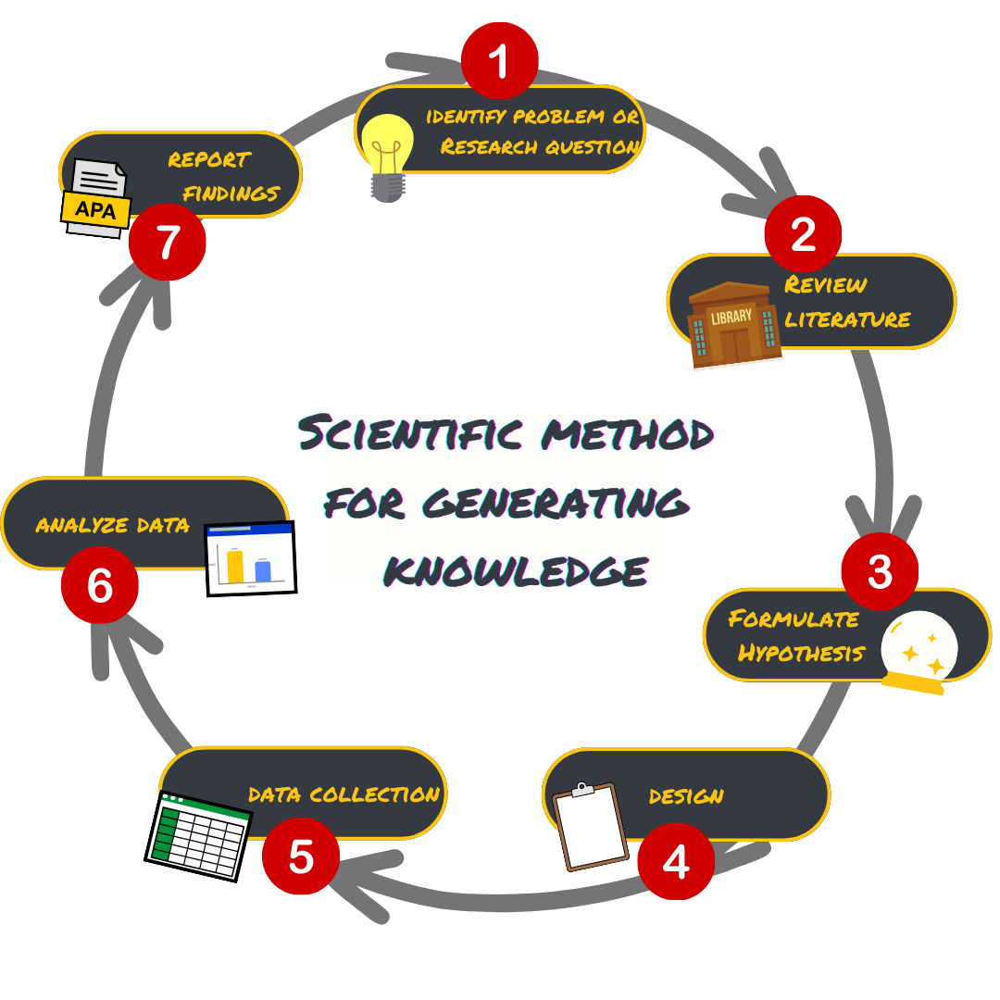 1
IDENTIFY PROBLEM OR
RESEARCH QUESTION
2
REVIEW
LITERATURE
LIBRARY
3
FORMULATE
HYPOTHESIS
4
DESIGN
5
DATA COLLECTION
6
ANALYZE DATA
7
REPORT
FINDINGS
APA
SCIENTIFIC METHOD
FOR GENERATING
KNOWLEDGE